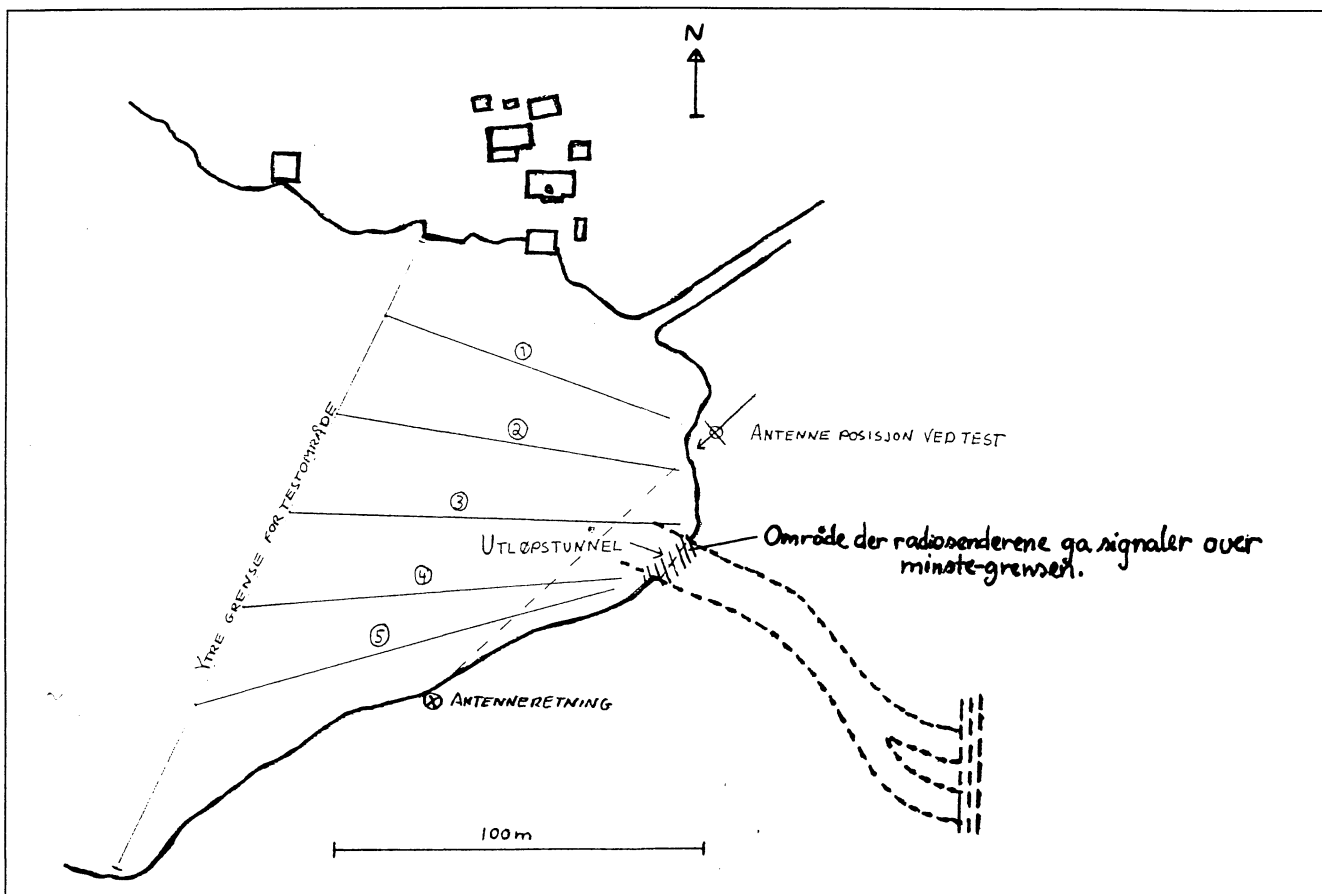 N
①
②
ANTENNE POSISJON VED TEST
③
UTLØPSTUNNEL
Område der radiosenderene ga signaler over
minste-grensen.
④
YTRE GRENSE FOR TESTOMRÅDE
⑤
ANTENNERETNING
100m